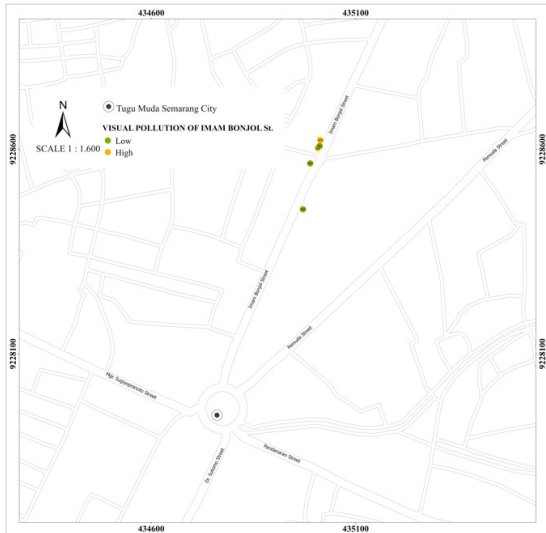 434600 435100
N
Tugu Muda Semarang City
VISUAL POLLUTION OF IMAM BONJOL St.
SCALE 1 : 1.600
Low
High
Imam Bonjol Street
9228600 9228600
Pemuda Street
Imam Bonjol Street
Pemuda Street
9228100 9228100
Mgr. Sugiyopranoto Street
Dr. Sutomo Street
Pandanaran Street
434600 435100